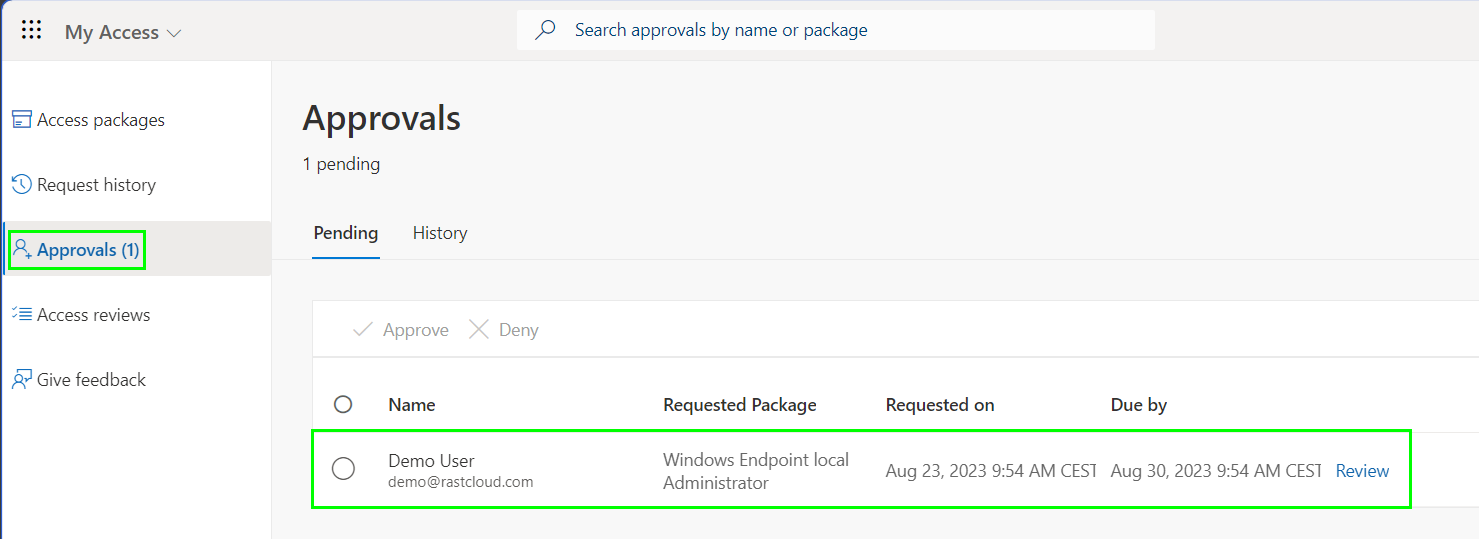 My Access
Search approvals by name or package
Access packages
Request history
Approvals (1)
Access reviews
Give feedback
Approvals
1 pending
Pending History
Approve Deny
Name Requested Package Requested on Due by
Demo User
demo@rastcloud.com
Windows Endpoint local
Administrator
Aug 23, 2023 9:54 AM CEST
Aug 30, 2023 9:54 AM CEST
Review